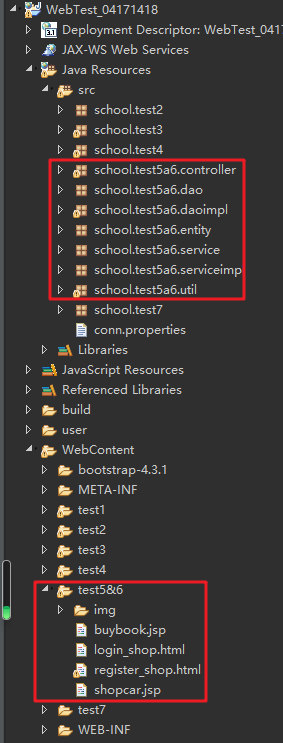 WebTest_04171418
Deployment Descriptor: WebTest_0417
JAX-WS Web Services
Java Resources
src
school.test2
school.test3
school.test4
school.test5a6.controller
school.test5a6.dao
school.test5a6.daoimpl
school.test5a6.entity
school.test5a6.service
school.test5a6.serviceimp
school.test5a6.util
school.test7
conn.properties
Libraries
JavaScript Resources
Referenced Libraries
build
user
WebContent
bootstrap-4.3.1
META-INF
test1
test2
test3
test4
test5&6
img
buybook.jsp
login_shop.html
register_shop.html
shopcar.jsp
test7
WEB-INF